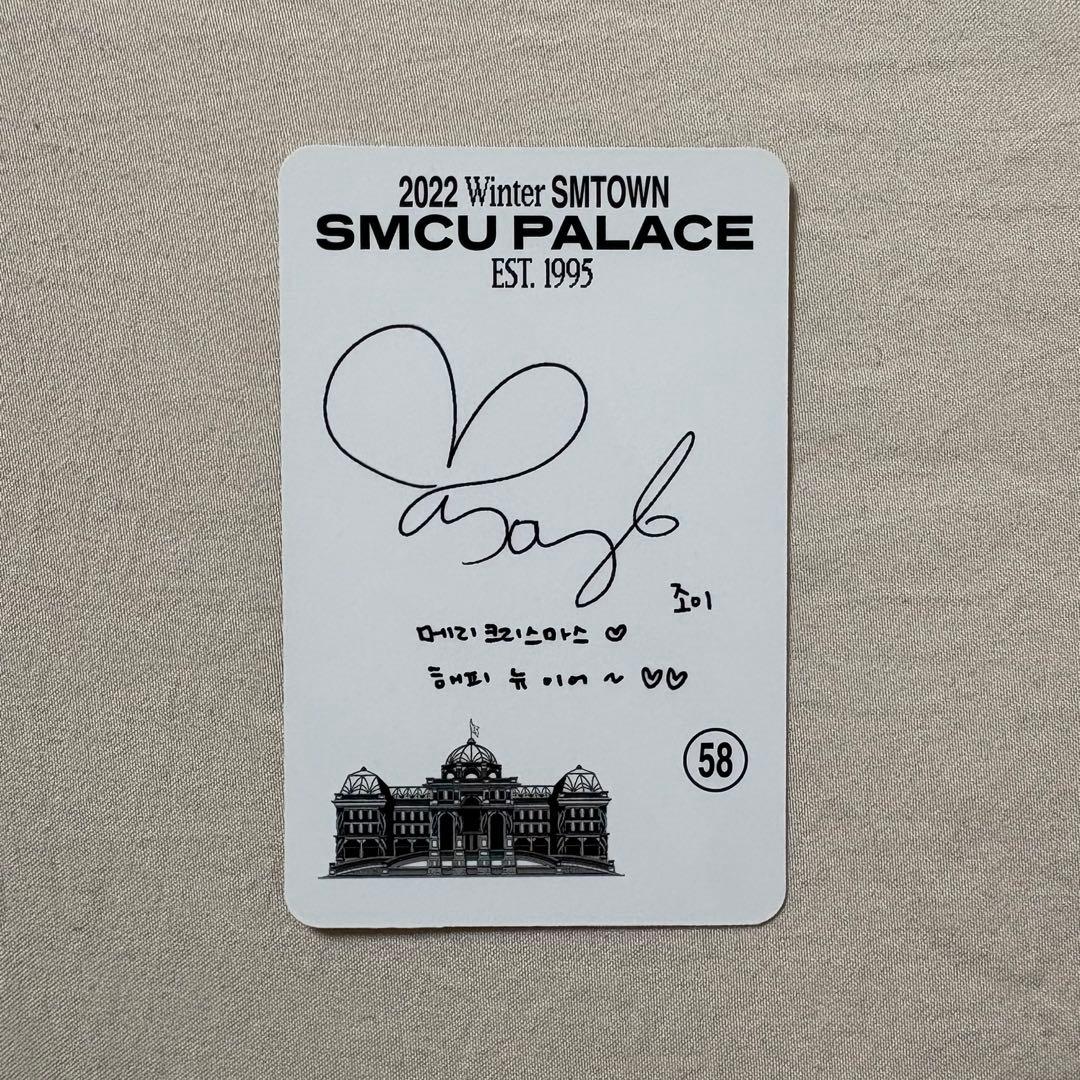 2022 Winter SMTOWN
SMCU PALACE
EST. 1995
조이
메리크리스마스 ♡
해피 뉴 이어 ~ ♡♡
58